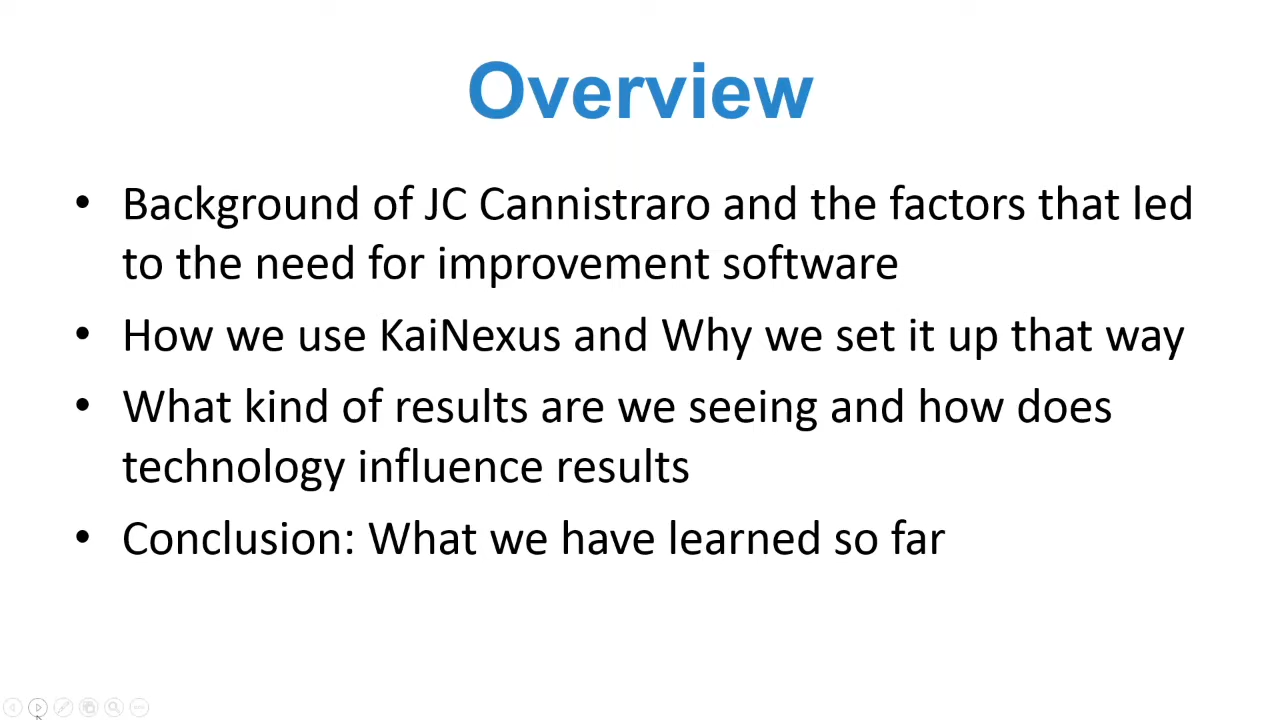 Overview
• Background of JC Cannistraro and the factors that led
to the need for improvement software
• How we use KaiNexus and Why we set it up that way
• What kind of results are we seeing and how does
technology influence results
• Conclusion: What we have learned so far